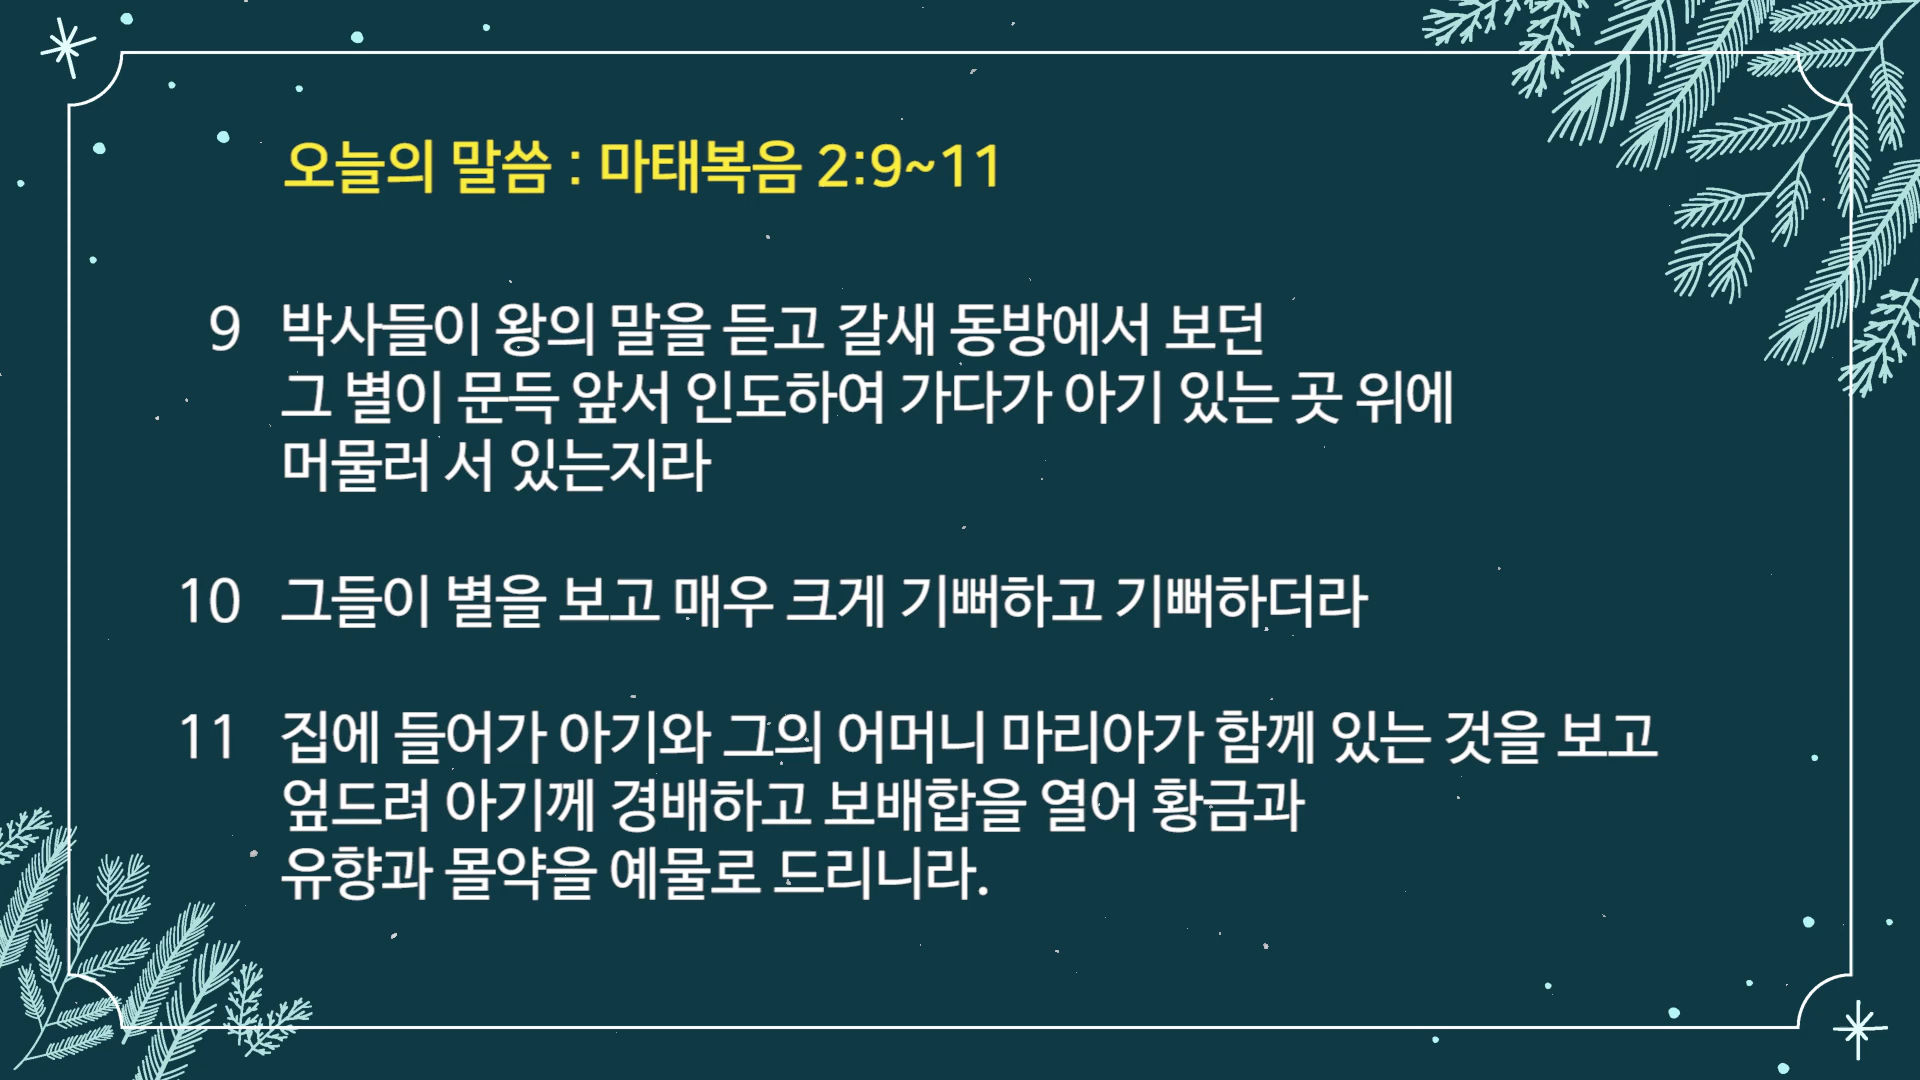 오늘의 말씀 : 마태복음 2:9~11
9 박사들이 왕의 말을 듣고 갈새 동방에서 보던
그 별이 문득 앞서 인도하여 가다가 아기 있는 곳 위에
머물러 서 있는지라
10 그들이 별을 보고 매우 크게 기뻐하고 기뻐하더라
11 집에 들어가 아기와 그의 어머니 마리아가 함께 있는 것을 보고
엎드려 아기께 경배하고 보배합을 열어 황금과
유향과 몰약을 예물로 드리니라.